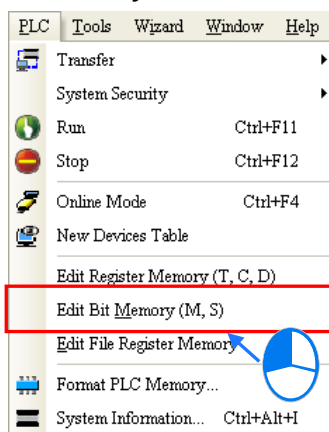 PLC Tools Wizard Window Help
Transfer
System Security
Run Ctrl+F11
Stop Ctrl+F12
Online Mode Ctrl+F4
New Devices Table
Edit Register Memory (T, C, D)
Edit Bit Memory (M, S)
Edit File Register Memory
Format PLC Memory...
System Information... Ctrl+Alt+I